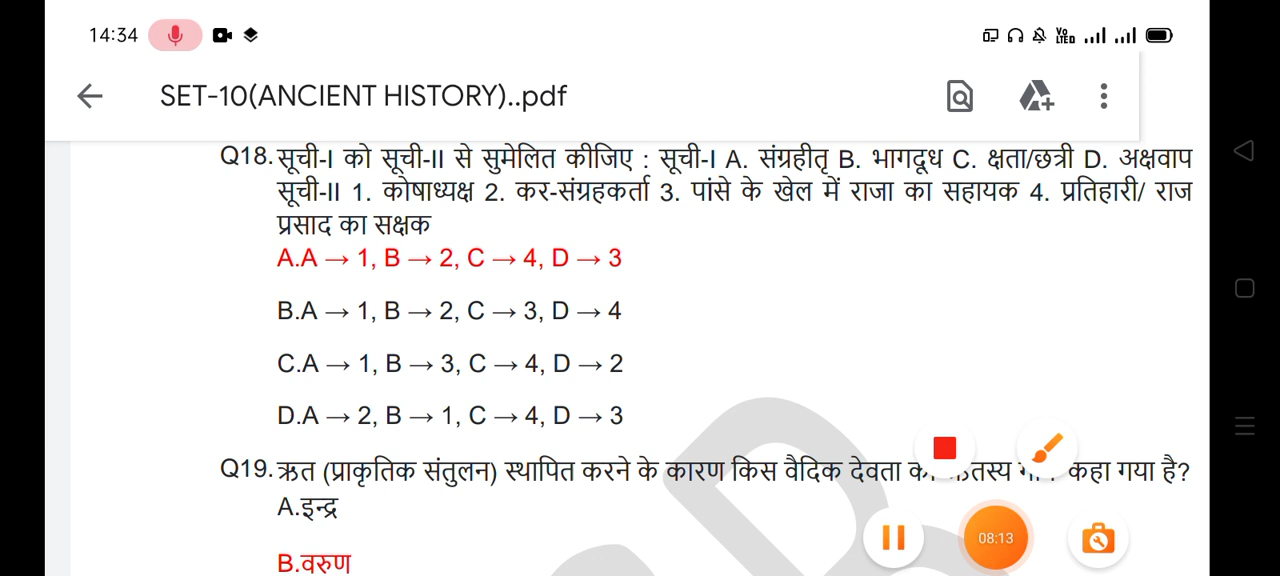 14:34
Vo LTED
SET-10(ANCIENT HISTORY)..pdf
Q18. सूची-I को सूची-II से सुमेलित कीजिए : सूची-I A. संग्रहीतृ B. भागदूध C. क्षता/छत्री D. अक्षवाप
सूची-II 1. कोषाध्यक्ष 2. कर-संग्रहकर्ता 3. पांसे के खेल में राजा का सहायक 4. प्रतिहारी/ राज
प्रसाद का सक्षक
A.A → 1, B → 2, C → 4, D → 3
B.A → 1, B → 2, C → 3, D → 4
C.A → 1, B → 3, C → 4, D → 2
D.A → 2, B → 1, C → 4, D → 3
Q19. ऋत (प्राकृतिक संतुलन) स्थापित करने के कारण किस वैदिक देवता कहा गया है?
A.इन्द्र
08:13
B.वरुण